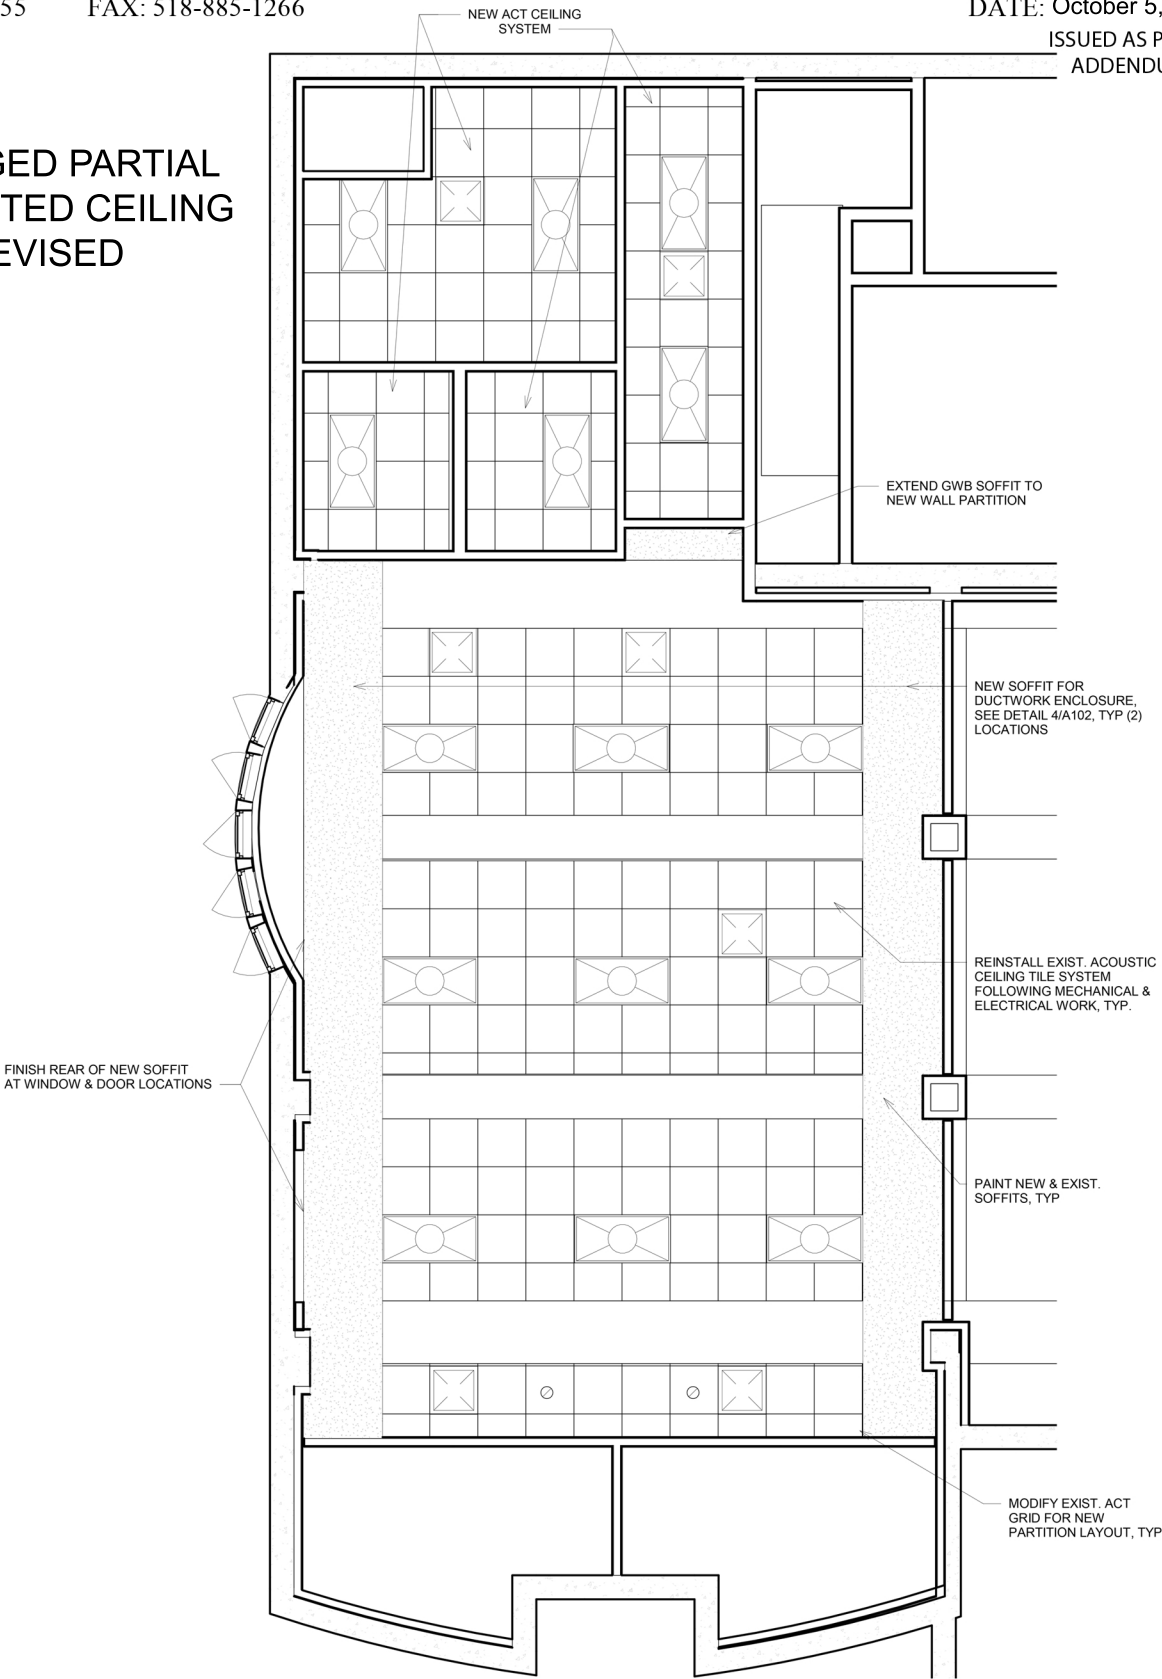 55 FAX: 518-885-1266
DATE: October 5,
ISSUED AS P
ADDENDU
GED PARTIAL
TED CEILING
EVISED
NEW ACT CEILING
SYSTEM
EXTEND GWB SOFFIT TO
NEW WALL PARTITION
NEW SOFFIT FOR
DUCTWORK ENCLOSURE,
SEE DETAIL 4/A102, TYP (2)
LOCATIONS
REINSTALL EXIST. ACOUSTIC
CEILING TILE SYSTEM
FOLLOWING MECHANICAL &
ELECTRICAL WORK, TYP.
FINISH REAR OF NEW SOFFIT
AT WINDOW & DOOR LOCATIONS
PAINT NEW & EXIST.
SOFFITS, TYP
MODIFY EXIST. ACT
GRID FOR NEW
PARTITION LAYOUT, TYP